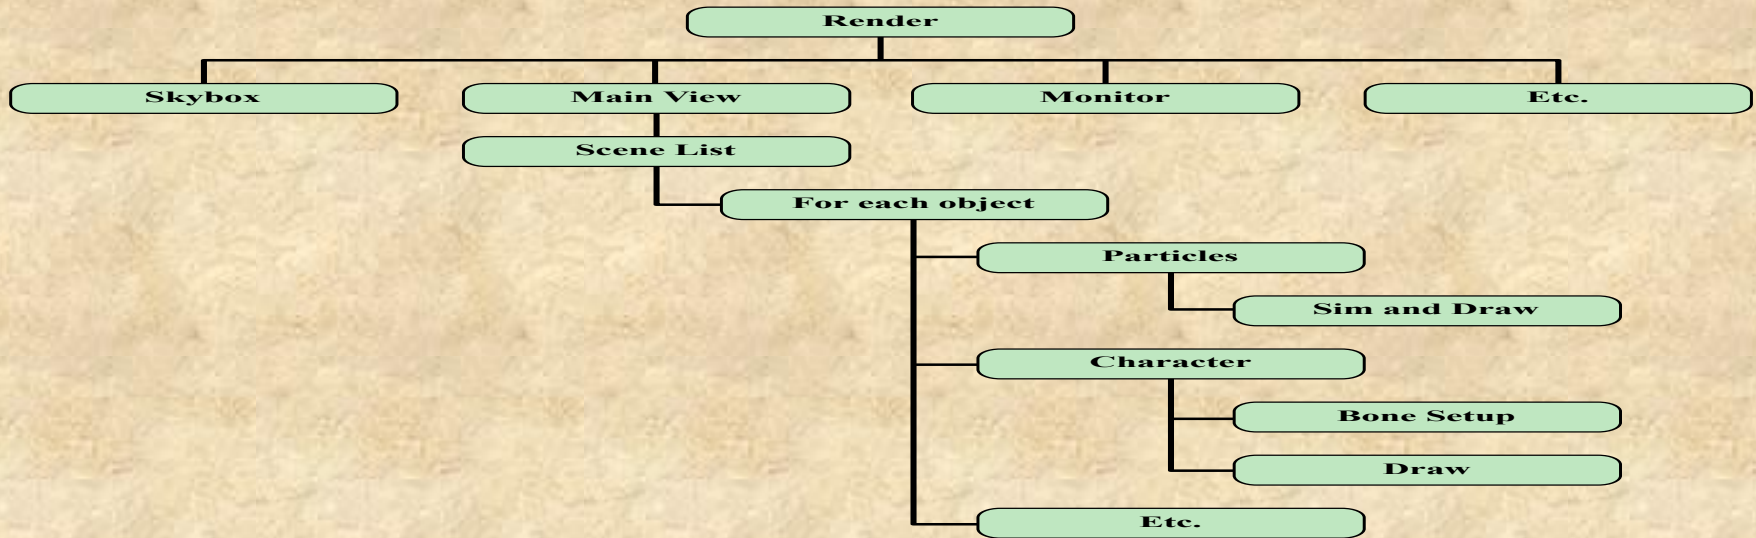 Render
Skybox
Main View
Monitor
Etc.
Scene List
For each object
Particles
Sim and Draw
Character
Bone Setup
Draw
Etc.